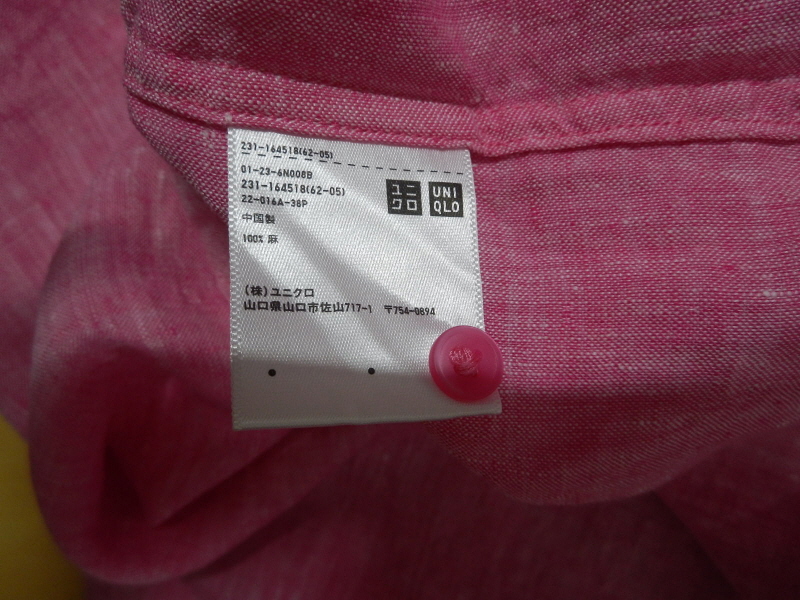 231-164518(62-05)
01-23-6N008B
231-164518(62-05)
22-016A-38P
中国製
100% 麻
ユニ
クロ
UNI
QLO
(株)ユニクロ
山口県山口市佐山717-1 〒754-0894